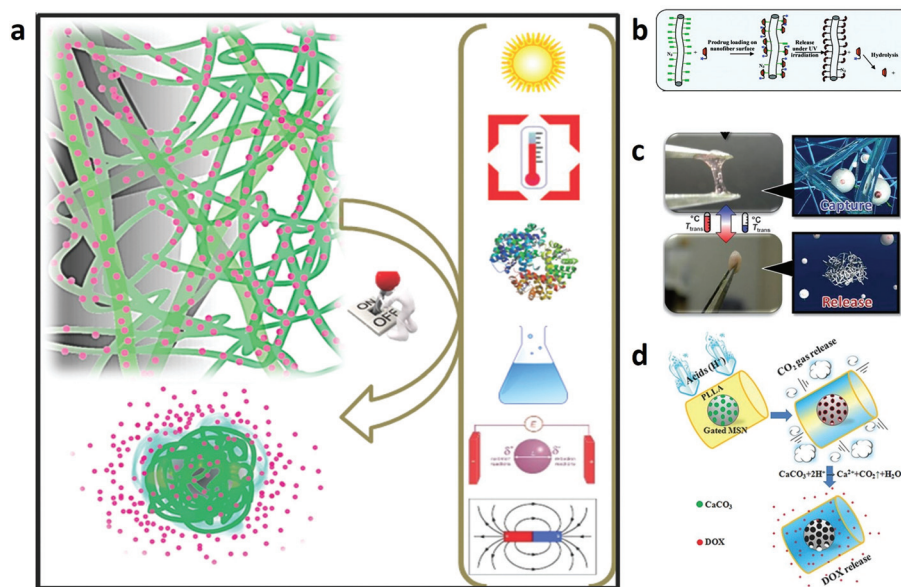 a
ON
OFF
E
δ⁺
δ⁻
b
N₃
+
Prodrug loading on
nanofiber surface
Release
under UV
irradiation
+
Hydrolysis
+
c
°C
T trans
°C
T trans
Capture
Release
d
Acids (H⁺)
PLLA
Gated MSN
CO₂ gas release
CaCO₃+2H⁺
Ca²⁺+CO₂↑+H₂O
CaCO₃
DOX
DOX release